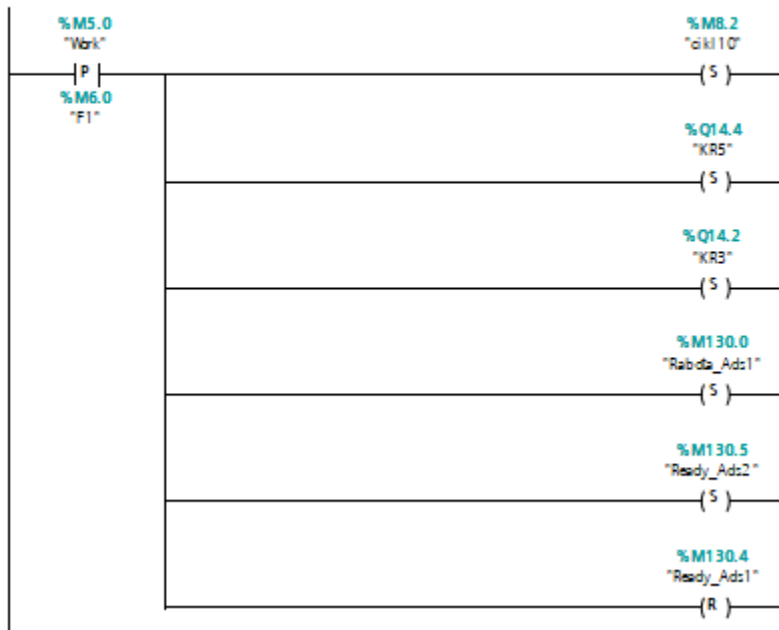 %M5.0
"Work"
P
%M6.0
"F1"
%M8.2
"cikl10"
S
%Q14.4
"KR5"
S
%Q14.2
"KR3"
S
%M130.0
"Rabota_Ads1"
S
%M130.5
"Ready_Ads2"
S
%M130.4
"Ready_Ads1"
R